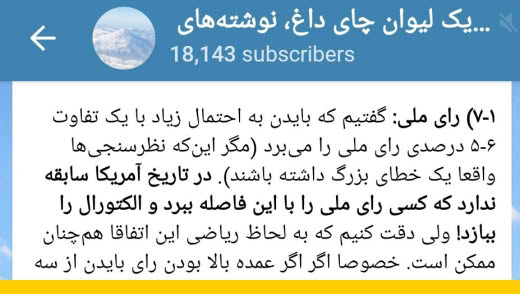 یک لیوان چای داغ، نوشته‌های...
18,143 subscribers
۷-۱) رای ملی: گفتیم که بایدن به احتمال زیاد با یک تفاوت
۵-۶ درصدی رای ملی را می‌برد (مگر این‌که نظرسنجی‌ها
واقعا یک خطای بزرگ داشته باشند). در تاریخ آمریکا سابقه
ندارد که کسی رای ملی را با این فاصله ببرد و الکتورال را
ببازد! ولی دقت کنیم که به لحاظ ریاضی این اتفاقا هم‌چنان
ممکن است. خصوصا اگر اگر عمده بالا بودن رای بایدن از سه